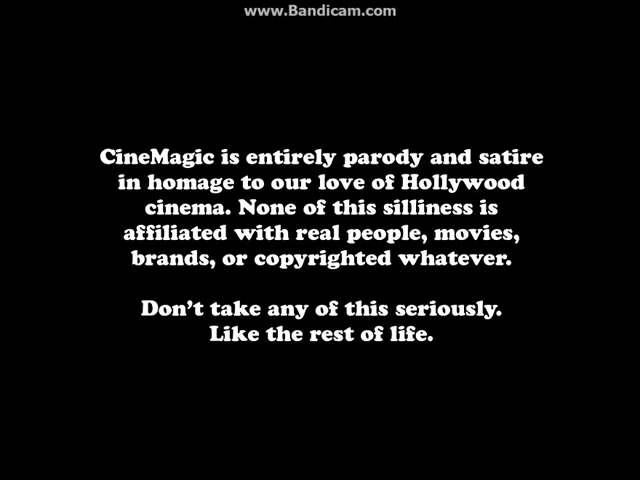 www.Bandicam.com
CineMagic is entirely parody and satire
in homage to our love of Hollywood
cinema. None of this silliness is
affiliated with real people, movies,
brands, or copyrighted whatever.
Don't take any of this seriously.
Like the rest of life.